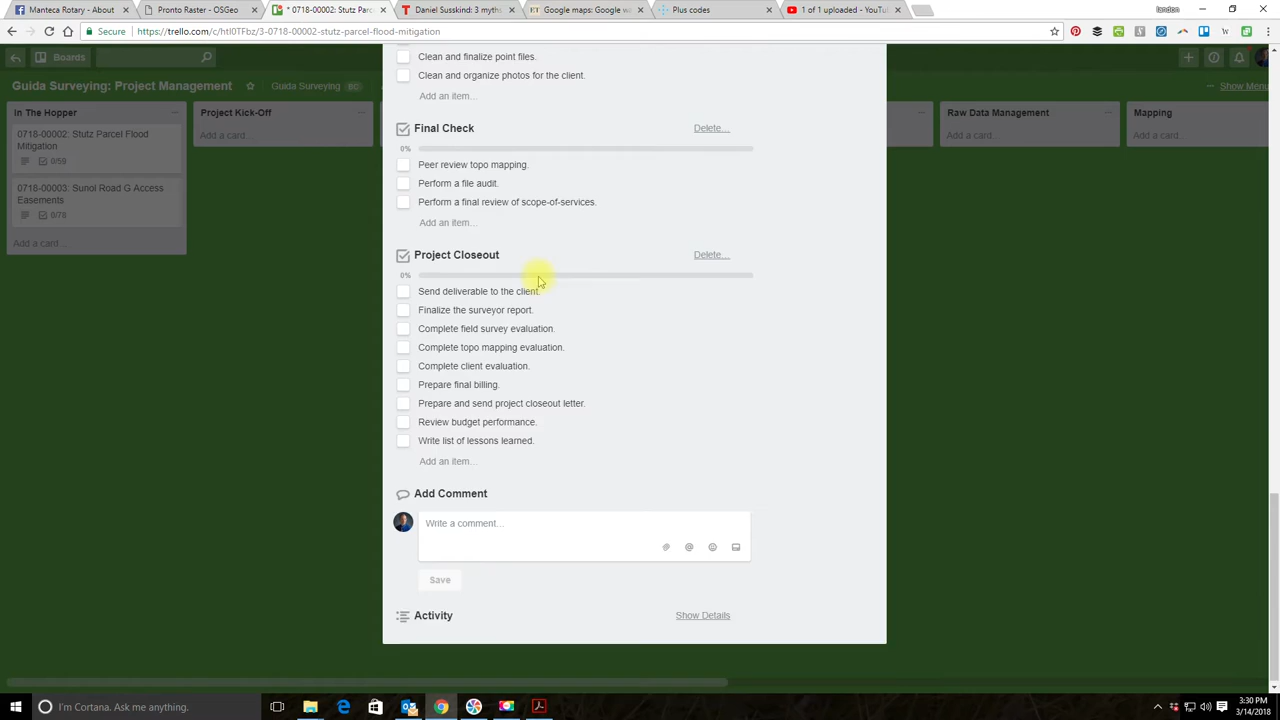 Manteca Rotary – About
Pronto Raster - OSGeo
* 0718-00002: Stutz Parc
Daniel Susskind: 3 myths
Google maps: Google wa
Plus codes
1 of 1 uploaded - YouTu
landon
Secure
https://trello.com/c/htl0TFbz/3-0718-00002-stutz-parcel-flood-mitigation
Boards
Guida Surveying: Project Management
Guida Surveying
Show Menu
In The Hopper
0718-00002: Stutz Parcel Flood
Mitigation
0/59
0718-00003: Sunol Road G Access
Easements
0/78
Add a card...
Project Kick-Off
Add a card...
Raw Data Management
Add a card...
Mapping
Add a card...
Clean and finalize point files.
Clean and organize photos for the client.
Add an item...
Final Check
Delete...
0%
Peer review topo mapping.
Perform a file audit.
Perform a final review of scope-of-services.
Add an item...
Project Closeout
Delete...
0%
Send deliverable to the client.
Finalize the surveyor report.
Complete field survey evaluation.
Complete topo mapping evaluation.
Complete client evaluation.
Prepare final billing.
Prepare and send project closeout letter.
Review budget performance.
Write list of lessons learned.
Add an item...
Add Comment
Write a comment...
Save
Activity
Show Details
I'm Cortana. Ask me anything.
3:30 PM
3/14/2018